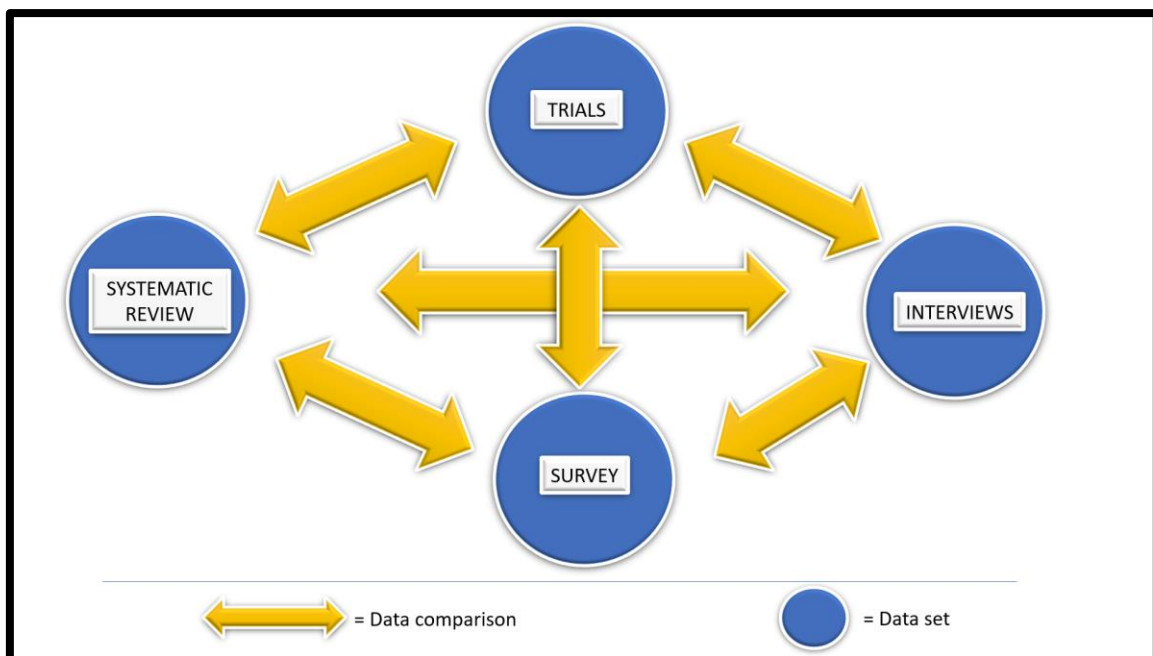 TRIALS
SYSTEMATIC
REVIEW
INTERVIEWS
SURVEY
= Data comparison
= Data set